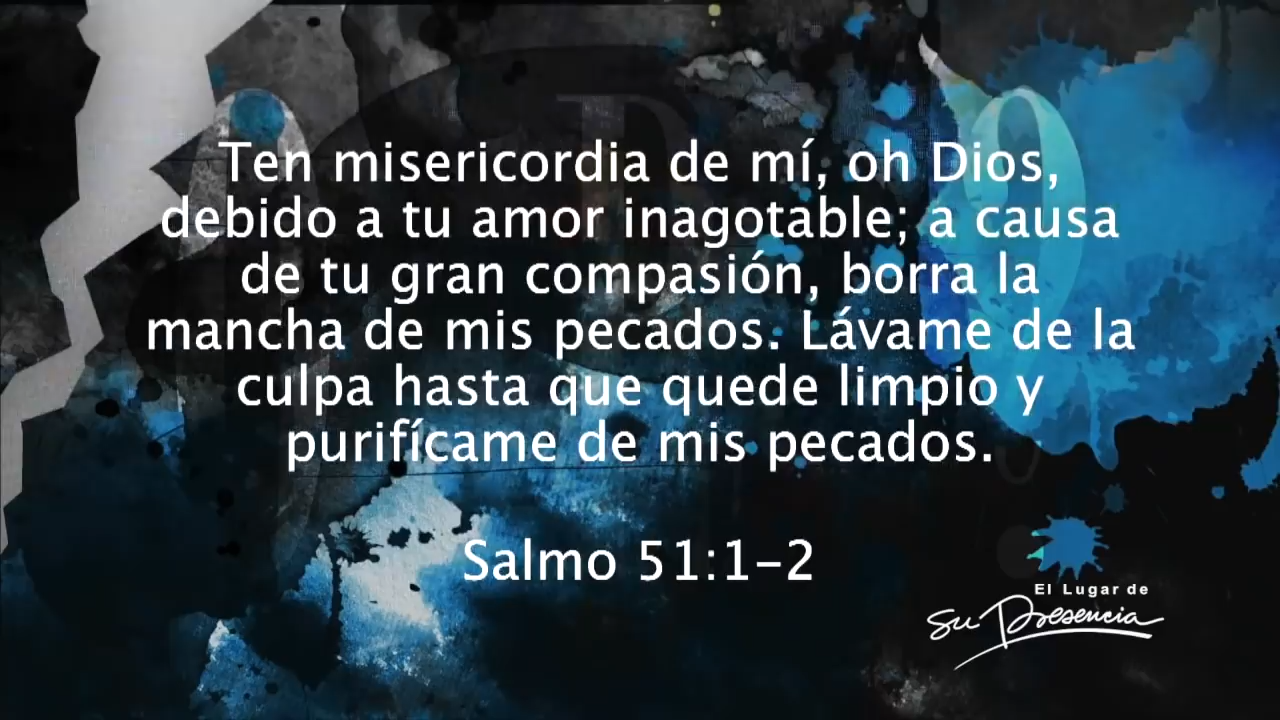 Ten misericordia de mí, oh Dios,
debido a tu amor inagotable; a causa
de tu gran compasión, borra la
mancha de mis pecados. Lávame de la
culpa hasta que quede limpio y
purifícame de mis pecados.
Salmo 51:1-2
El Lugar de
Su Presencia